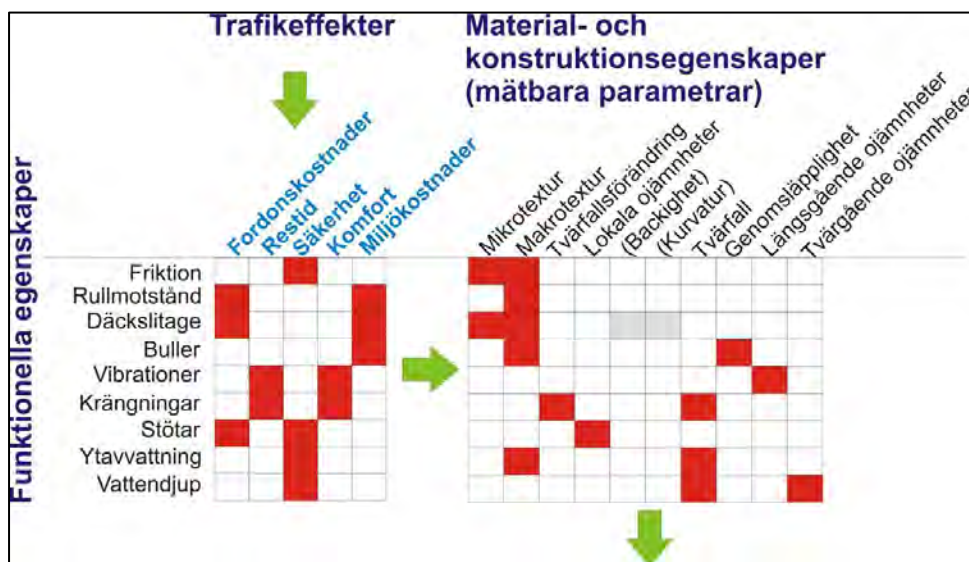 Trafikeffekter
Material- och
konstruktionsegenskaper
(mätbara parametrar)
Funktionella egenskaper
Fordonskostnader
Restid
Säkerhet
Komfort
Miljökostnader
Mikrotextur
Makrotextur
Tvärfallsförändring
Lokala ojämnheter
(Backighet)
(Kurvatur)
Tvärfall
Genomsläpplighet
Längsgående ojämnheter
Tvärgående ojämnheter
Friktion
Rullmotstånd
Däckslitage
Buller
Vibrationer
Krängningar
Stötar
Ytavvattning
Vattendjup